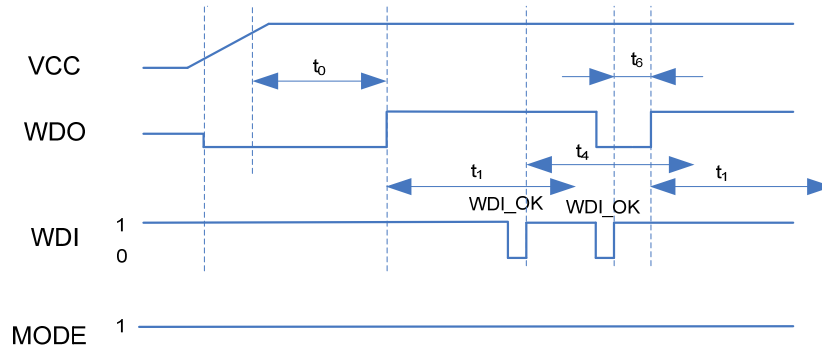 VCC
t0
t6
WDO
t4
t1
t1
WDI_OK
WDI_OK
WDI
1
0
MODE
1